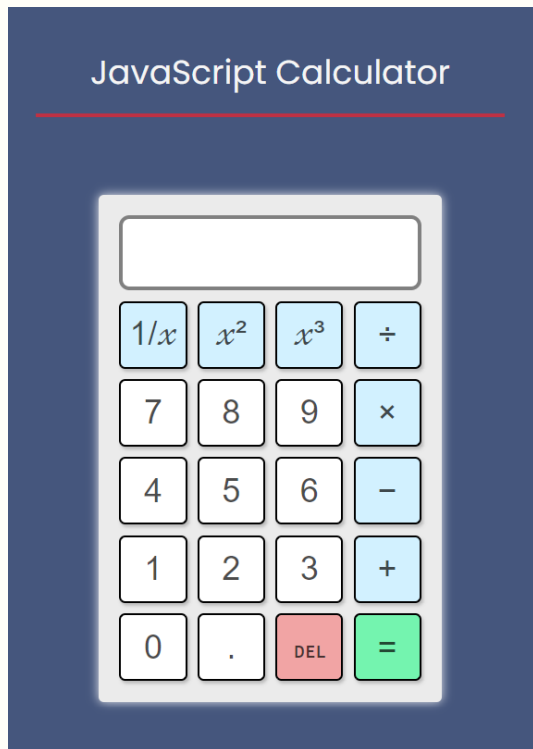 JavaScript Calculator
1/𝑥 𝑥² 𝑥³ ÷
7 8 9 ×
4 5 6 −
1 2 3 +
0 . DEL =